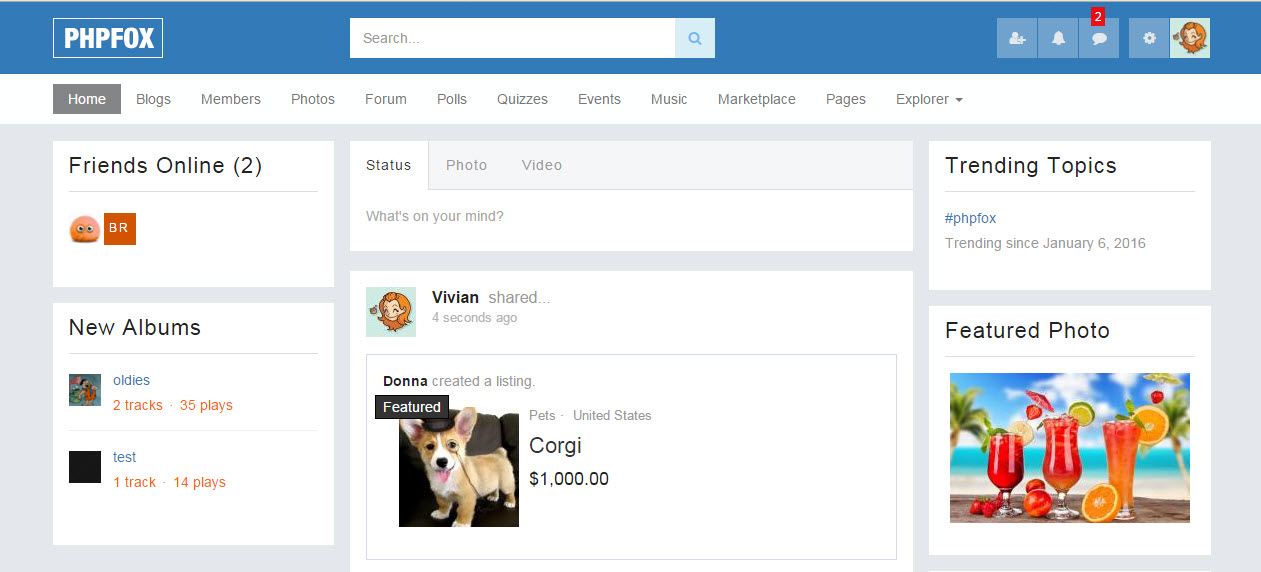 PHPFOX
Search...
2
Home Blogs Members Photos Forum Polls Quizzes Events Music Marketplace Pages Explorer
Friends Online (2)
BR
New Albums
oldies
2 tracks · 35 plays
test
1 track · 14 plays
Status Photo Video
What's on your mind?
Vivian shared...
4 seconds ago
Donna created a listing.
Featured
Pets · United States
Corgi
$1,000.00
Trending Topics
#phpfox
Trending since January 6, 2016
Featured Photo